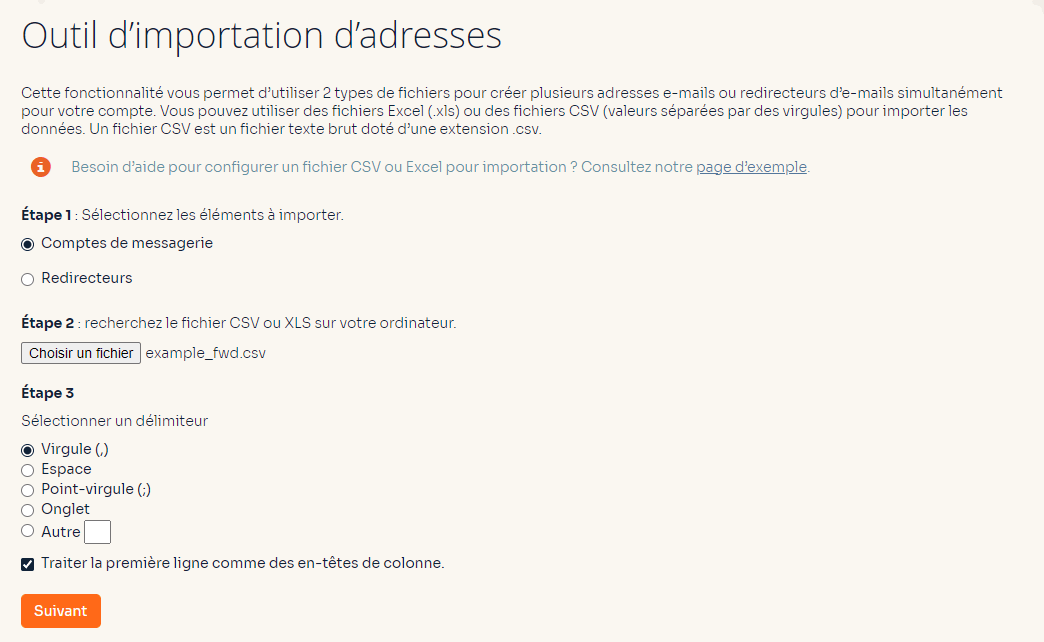 Outil d’importation d’adresses
Cette fonctionnalité vous permet d’utiliser 2 types de fichiers pour créer plusieurs adresses e-mails ou redirecteurs d’e-mails simultanément
pour votre compte. Vous pouvez utiliser des fichiers Excel (.xls) ou des fichiers CSV (valeurs séparées par des virgules) pour importer les
données. Un fichier CSV est un fichier texte brut doté d’une extension .csv.
Besoin d’aide pour configurer un fichier CSV ou Excel pour importation ? Consultez notre page d’exemple.
Étape 1 : Sélectionnez les éléments à importer.
Comptes de messagerie
Redirecteurs
Étape 2 : recherchez le fichier CSV ou XLS sur votre ordinateur.
Choisir un fichier example_fwd.csv
Étape 3
Sélectionner un délimiteur
Virgule (,)
Espace
Point-virgule (;)
Onglet
Autre
Traiter la première ligne comme des en-têtes de colonne.
Suivant